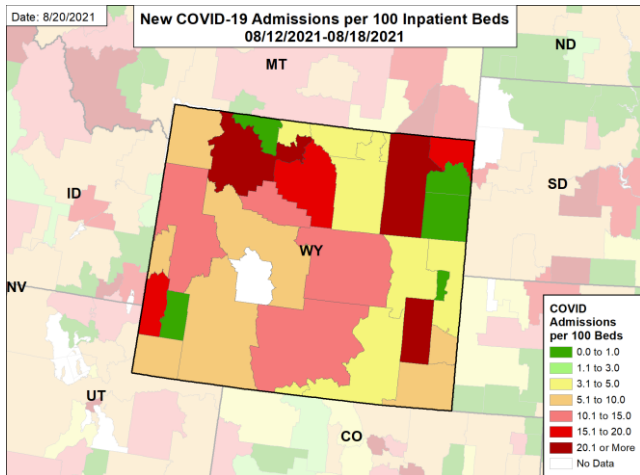 Date: 8/20/2021
New COVID-19 Admissions per 100 Inpatient Beds
08/12/2021-08/18/2021
ND
MT
ID
SD
WY
NV
UT
CO
COVID
Admissions
per 100 Beds
0.0 to 1.0
1.1 to 3.0
3.1 to 5.0
5.1 to 10.0
10.1 to 15.0
15.1 to 20.0
20.1 or More
No Data